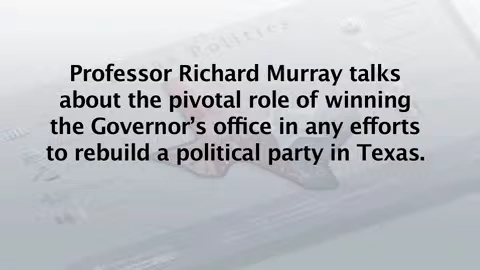 Professor Richard Murray talks
about the pivotal role of winning
the Governor's office in any efforts
to rebuild a political party in Texas.